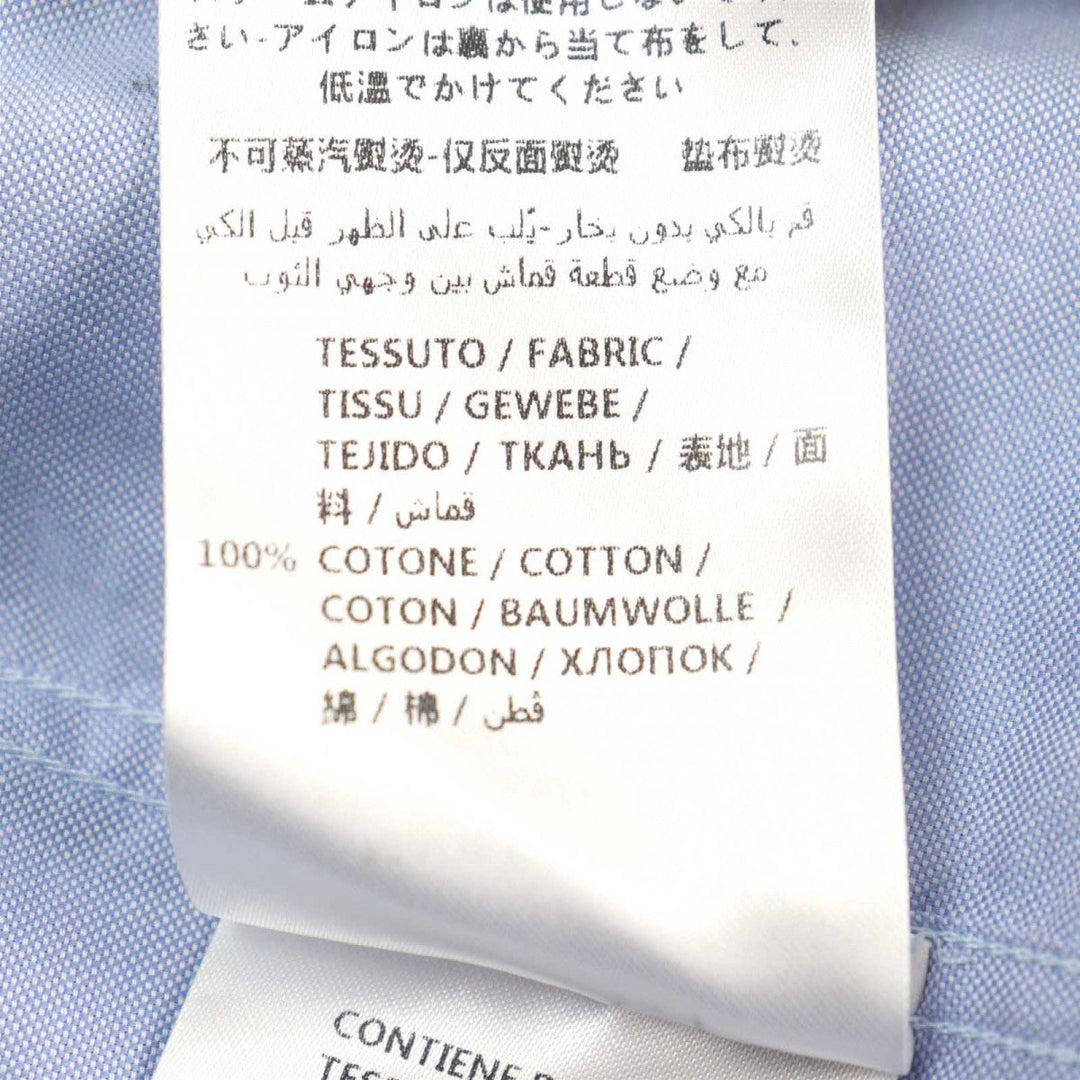 さい-アイロンは裏から当て布をして、
低温でかけてください
不可蒸汽熨烫-仅反面熨烫 垫布熨烫
قم بالكي بدون بخار-يّلب على الظهر قبل الكي
مع وضع قطعة قماش بين وجهي الثوب
TESSUTO / FABRIC /
TISSU / GEWEBE /
TEJIDO / ТКАНЬ / 表地 / 面
料 / قماش
100% COTONE / COTTON /
COTON / BAUMWOLLE /
ALGODON / ХЛОПОК /
綿 / 棉 / قطن
CONTIENE